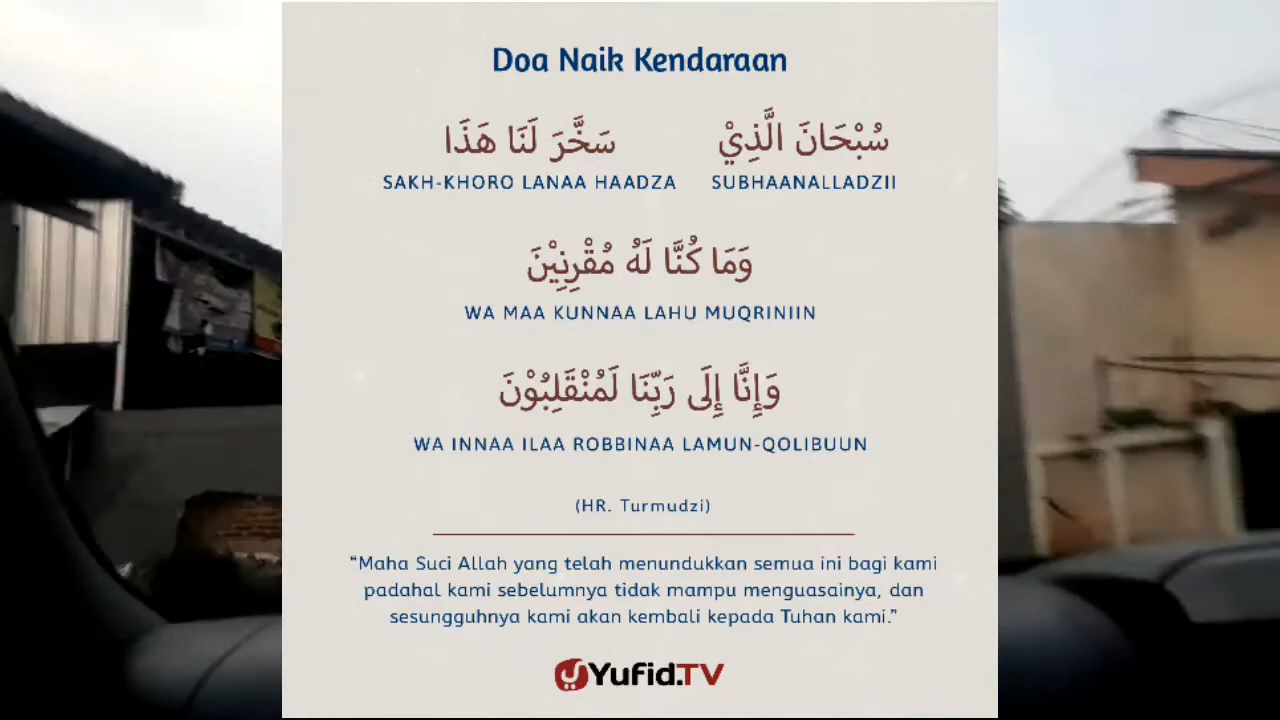 Doa Naik Kendaraan
سُبْحَانَ الَّذِيْ سَخَّرَ لَنَا هَذَا
SAKH-KHORO LANAA HAADZA SUBHAANALLADZII
وَمَا كُنَّا لَهُ مُقْرِنِيْنَ
WA MAA KUNNAA LAHU MUQRINIIN
وَإِنَّا إِلَى رَبِّنَا لَمُنْقَلِبُوْنَ
WA INNAA ILAA ROBBINAA LAMUN-QOLIBUUN
(HR. Turmudzi)
“Maha Suci Allah yang telah menundukkan semua ini bagi kami
padahal kami sebelumnya tidak mampu menguasainya, dan
sesungguhnya kami akan kembali kepada Tuhan kami.”
Yufid.TV